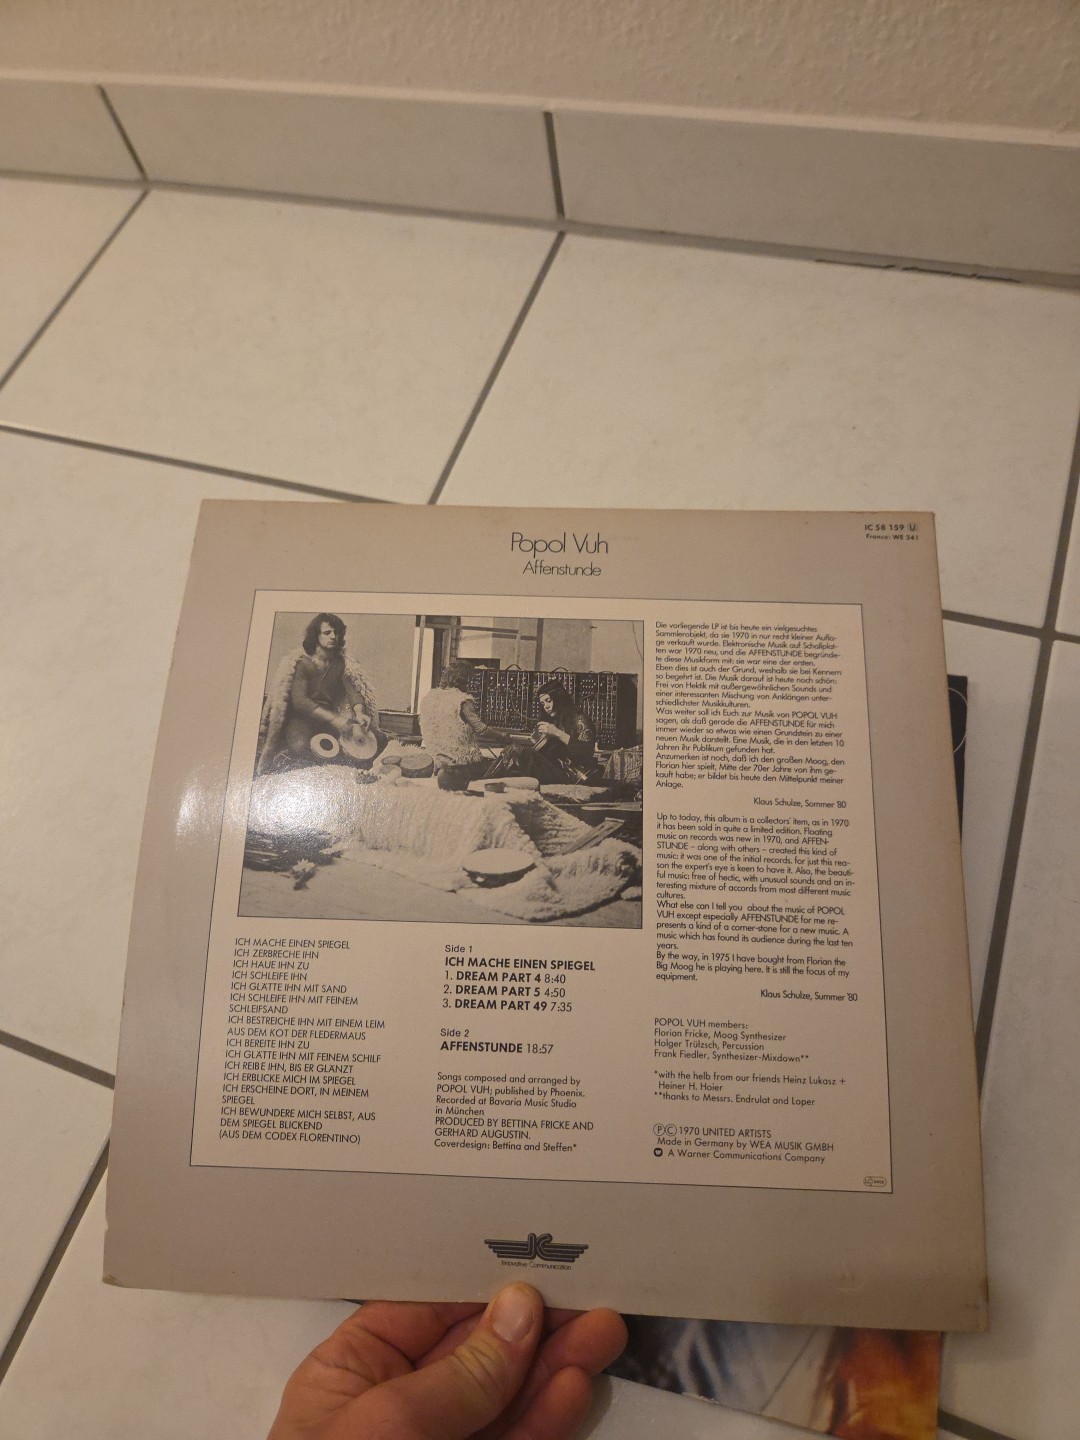 Popol Vuh
Affenstunde
IC 58 159 U
France: WE 341
Die vorliegende LP ist bis heute ein vielgesuchtes
Sammlerobjekt, da sie 1970 in nur recht kleiner Aufla-
ge verkauft wurde. Elektronische Musik auf Schallplat-
ten war 1970 neu, und die AFFENSTUNDE begründe-
te diese Musikform mit; sie war eine der ersten.
Eben dies ist auch der Grund, weshalb sie bei Kennern
so begehrt ist. Die Musik darauf ist heute noch schön:
Frei von Hektik mit außergewöhnlichen Sounds und
einer interessanten Mischung von Anklängen unter-
schiedlichster Musikkulturen.
Was weiter soll ich Euch zur Musik von POPOL VUH
sagen, als daß gerade die AFFENSTUNDE für mich
immer wieder so etwas wie einen Grundstein zu einer
neuen Musik darstellt. Eine Musik, die in den letzten 10
Jahren ihr Publikum gefunden hat.
Anzumerken ist noch, daß ich den großen Moog, den
Florian hier spielt, Mitte der 70er Jahre von ihm ge-
kauft habe; er bildet bis heute den Mittelpunkt meiner
Anlage.
Klaus Schulze, Sommer '80
Up to today, this album is a collectors' item, as in 1970
it has been sold in quite a limited edition. Floating
music on records was new in 1970, and AFFEN-
STUNDE – along with others – created this kind of
music: it was one of the initial records. for just this rea-
son the expert's eye is keen to have it. Also, the beauti-
ful music: free of hectic, with unusual sounds and an in-
teresting mixture of accords from most different music
cultures.
What else can I tell you about the music of POPOL
VUH except especially AFFENSTUNDE for me re-
presents a kind of a corner-stone for a new music. A
music which has found its audience during the last ten
years.
By the way, in 1975 I have bought from Florian the
Big Moog he is playing here. It is still the focus of my
equipment.
Klaus Schulze, Summer '80
ICH MACHE EINEN SPIEGEL
ICH ZERBRECHE IHN
ICH HAUE IHN ZU
ICH SCHLEIFE IHN
ICH GLÄTTE IHN MIT SAND
ICH SCHLEIFE IHN MIT FEINEM
SCHLEIFSAND
ICH BESTREICHE IHN MIT EINEM LEIM
AUS DEM KOT DER FLEDERMAUS
ICH BEREITE IHN ZU
ICH GLÄTTE IHN MIT FEINEM SCHILF
ICH REIBE IHN, BIS ER GLÄNZT
ICH ERBLICKE MICH IM SPIEGEL
ICH ERSCHEINE DORT, IN MEINEM
SPIEGEL
ICH BEWUNDERE MICH SELBST, AUS
DEM SPIEGEL BLICKEND
(AUS DEM CODEX FLORENTINO)
Side 1
ICH MACHE EINEN SPIEGEL
1. DREAM PART 4 8:40
2. DREAM PART 5 4:50
3. DREAM PART 49 7:35
Side 2
AFFENSTUNDE 18:57
Songs composed and arranged by
POPOL VUH; published by Phoenix.
Recorded at Bavaria Music Studio
in München
PRODUCED BY BETTINA FRICKE AND
GERHARD AUGUSTIN.
Coverdesign: Bettina and Steffen*
POPOL VUH members:
Florian Fricke, Moog Synthesizer
Holger Trülzsch, Percussion
Frank Fiedler, Synthesizer-Mixdown**
*with the helb from our friends Heinz Lukasz +
Heiner H. Hoier
**thanks to Messrs. Endrulat and Loper
ⓅⒸ 1970 UNITED ARTISTS
Made in Germany by WEA MUSIK GMBH
A Warner Communications Company
IC
Innovative Communication